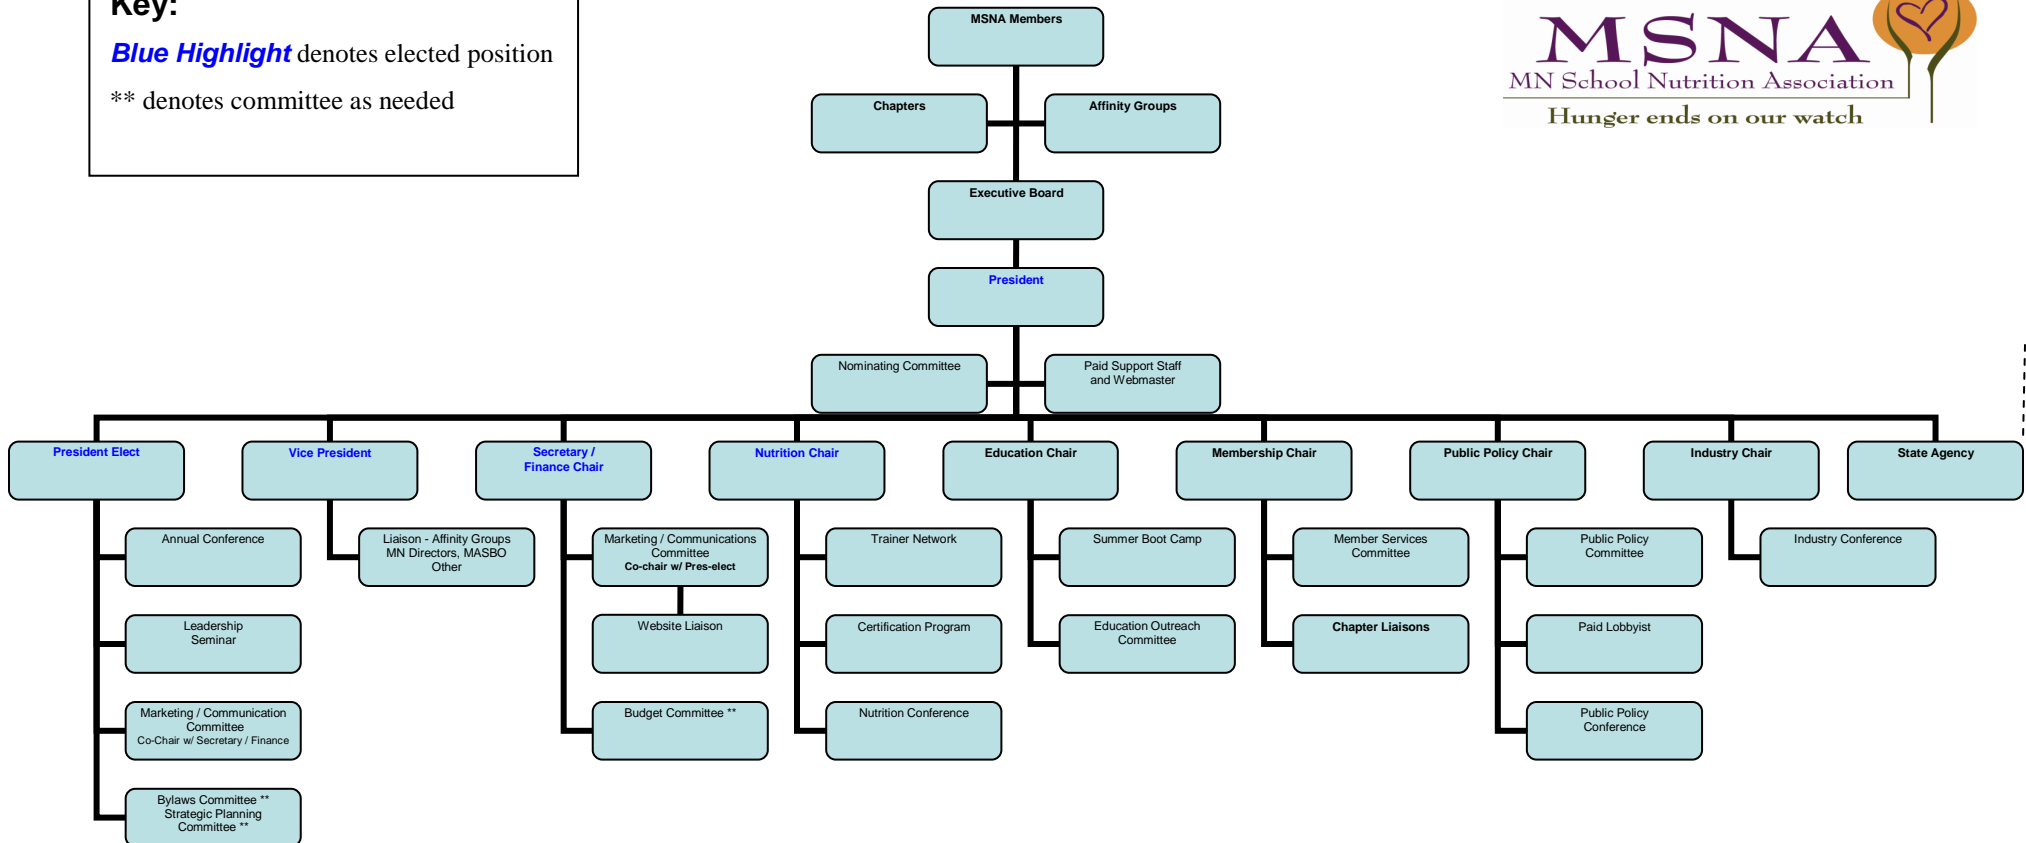 Key:
Blue Highlight denotes elected position
** denotes committee as needed
MSNA Members
MSNA
MN School Nutrition Association
Hunger ends on our watch
Chapters
Affinity Groups
Executive Board
President
Nominating Committee
Paid Support Staff
and Webmaster
President Elect
Vice President
Secretary /
Finance Chair
Nutrition Chair
Education Chair
Membership Chair
Public Policy Chair
Industry Chair
State Agency
Annual Conference
Leadership
Seminar
Marketing / Communication
Committee
Co-Chair w/ Secretary / Finance
Bylaws Committee **
Strategic Planning
Committee **
Liaison - Affinity Groups
MN Directors, MASBO
Other
Marketing / Communications
Committee
Co-chair w/ Pres-elect
Website Liaison
Budget Committee **
Trainer Network
Certification Program
Nutrition Conference
Summer Boot Camp
Education Outreach
Committee
Member Services
Committee
Chapter Liaisons
Public Policy
Committee
Paid Lobbyist
Public Policy
Conference
Industry Conference